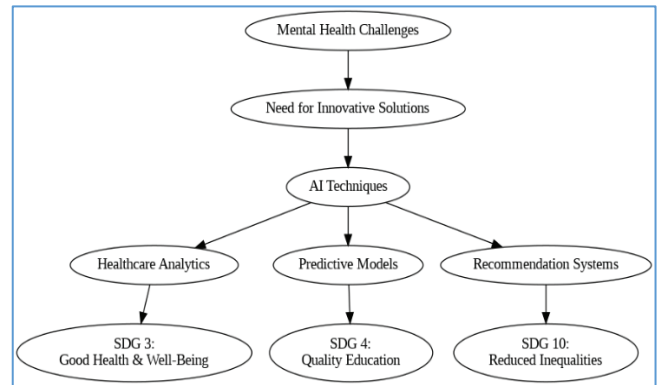 Mental Health Challenges
Need for Innovative Solutions
AI Techniques
Healthcare Analytics
Predictive Models
Recommendation Systems
SDG 3:
Good Health & Well-Being
SDG 4:
Quality Education
SDG 10:
Reduced Inequalities